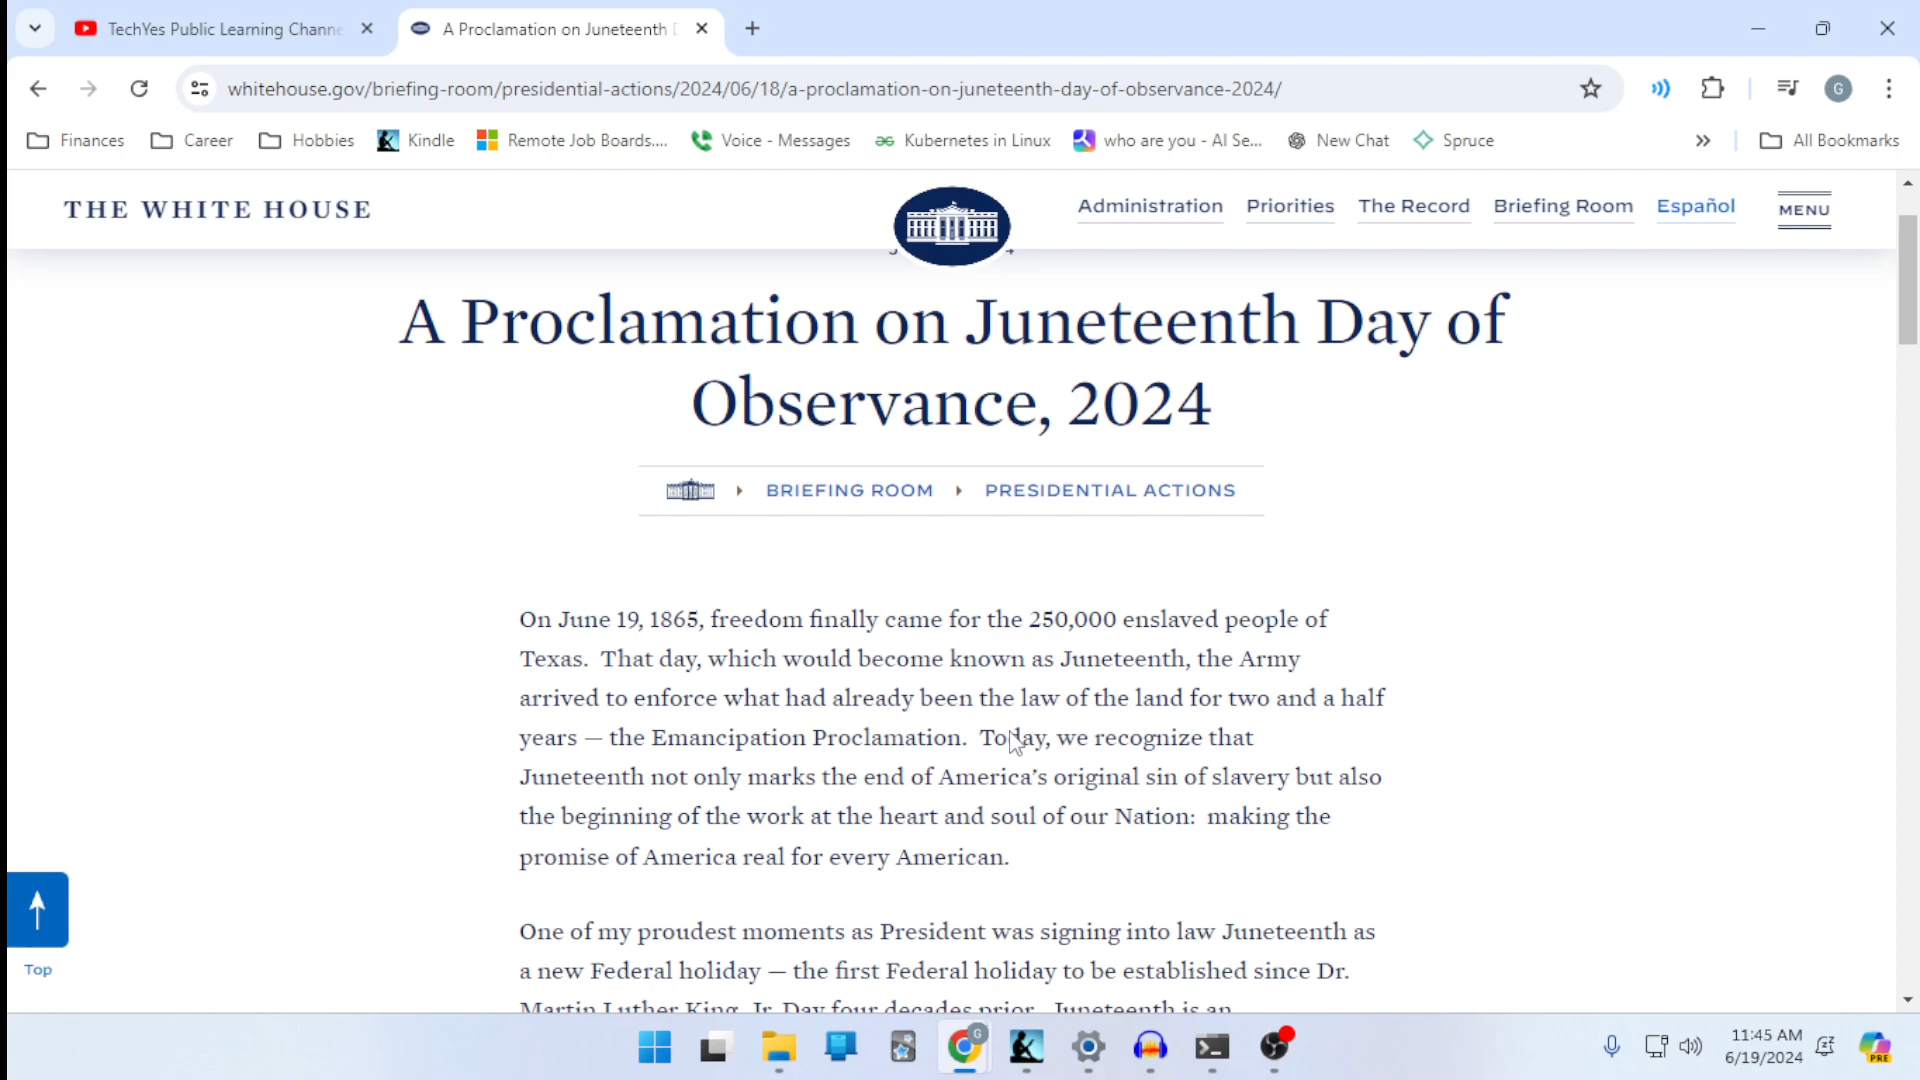 TechYes Public Learning Channe
A Proclamation on Juneteenth D
whitehouse.gov/briefing-room/presidential-actions/2024/06/18/a-proclamation-on-juneteenth-day-of-observance-2024/
G
Finances
Career
Hobbies
Kindle
Remote Job Boards....
Voice - Messages
Kubernetes in Linux
who are you - AI Se...
New Chat
Spruce
All Bookmarks
THE WHITE HOUSE
Administration
Priorities
The Record
Briefing Room
Español
MENU
A Proclamation on Juneteenth Day of
Observance, 2024
BRIEFING ROOM
PRESIDENTIAL ACTIONS
On June 19, 1865, freedom finally came for the 250,000 enslaved people of
Texas.  That day, which would become known as Juneteenth, the Army
arrived to enforce what had already been the law of the land for two and a half
years — the Emancipation Proclamation.  Today, we recognize that
Juneteenth not only marks the end of America’s original sin of slavery but also
the beginning of the work at the heart and soul of our Nation:  making the
promise of America real for every American.
One of my proudest moments as President was signing into law Juneteenth as
a new Federal holiday — the first Federal holiday to be established since Dr.
Martin Luther King, Jr. Day four decades prior.  Juneteenth is an
Top
G
11:45 AM
6/19/2024
PRE